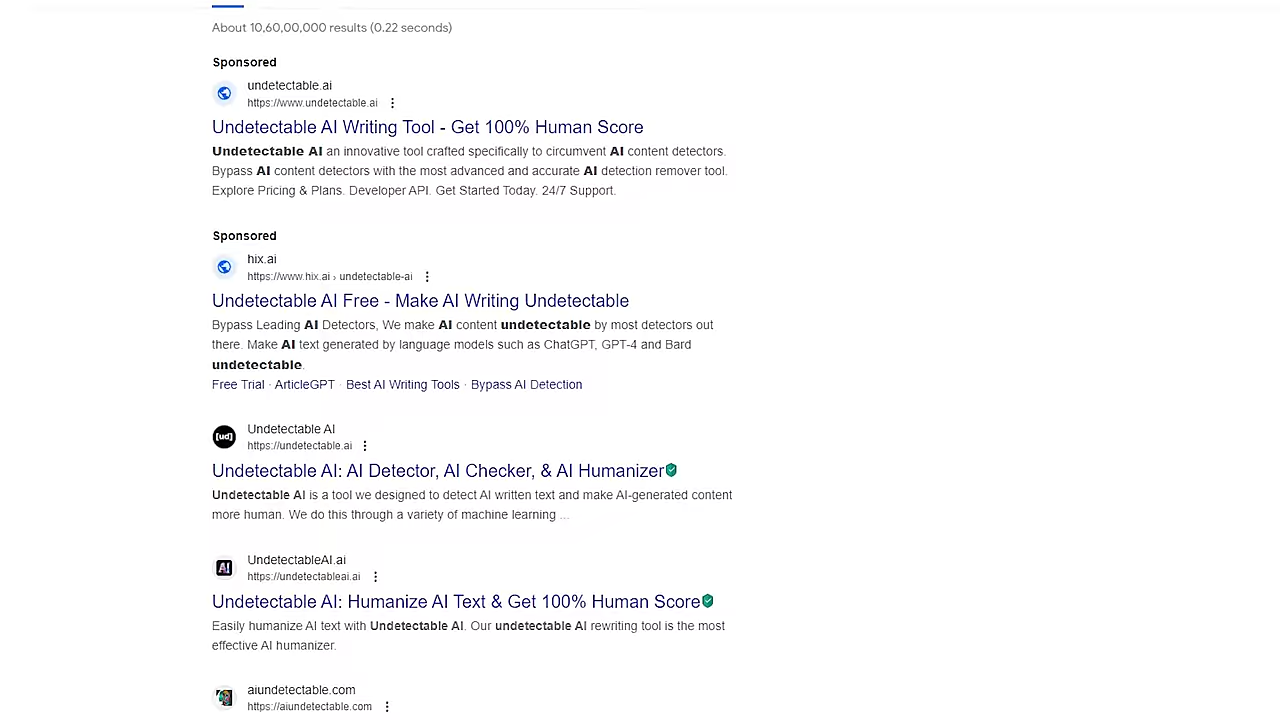 About 10,60,00,000 results (0.22 seconds)
Sponsored
undetectable.ai
https://www.undetectable.ai
Undetectable AI Writing Tool - Get 100% Human Score
Undetectable AI an innovative tool crafted specifically to circumvent AI content detectors.
Bypass AI content detectors with the most advanced and accurate AI detection remover tool.
Explore Pricing & Plans. Developer API. Get Started Today. 24/7 Support.
Sponsored
hix.ai
https://www.hix.ai › undetectable-ai
Undetectable AI Free - Make AI Writing Undetectable
Bypass Leading AI Detectors, We make AI content undetectable by most detectors out
there. Make AI text generated by language models such as ChatGPT, GPT-4 and Bard
undetectable.
Free Trial · ArticleGPT · Best AI Writing Tools · Bypass AI Detection
Undetectable AI
[ud]
https://undetectable.ai
Undetectable AI: AI Detector, AI Checker, & AI Humanizer
Undetectable AI is a tool we designed to detect AI written text and make AI-generated content
more human. We do this through a variety of machine learning ...
UndetectableAI.ai
AI
https://undetectableai.ai
Undetectable AI: Humanize AI Text & Get 100% Human Score
Easily humanize AI text with Undetectable AI. Our undetectable AI rewriting tool is the most
effective AI humanizer.
aiundetectable.com
https://aiundetectable.com